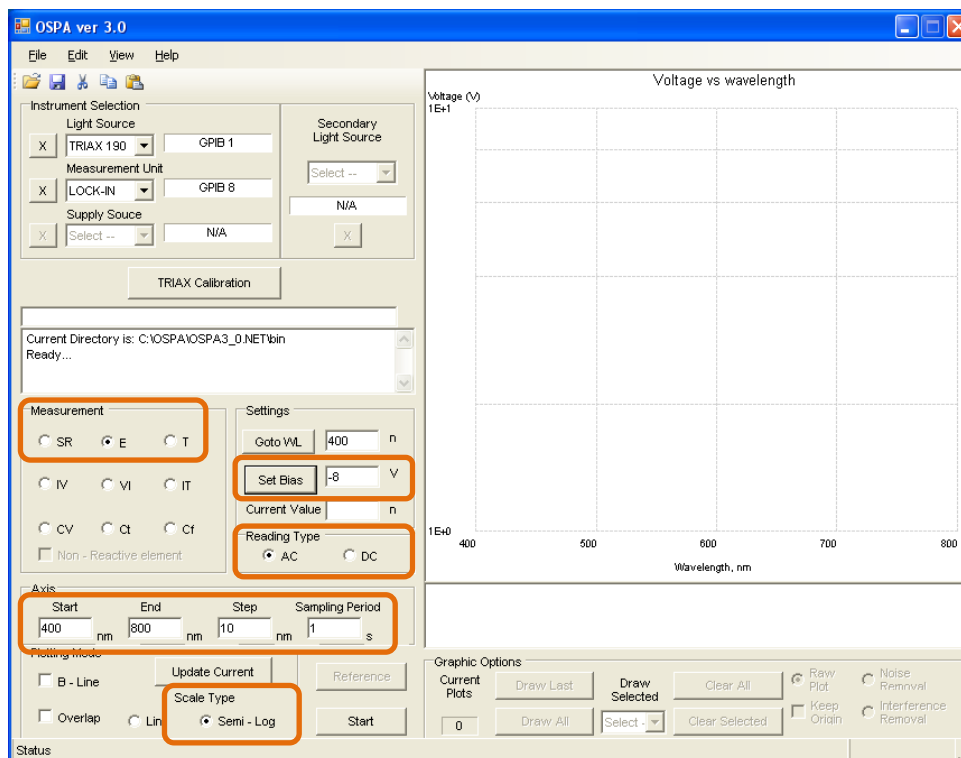 OSPA ver 3.0
File Edit View Help
Instrument Selection
Light Source
X TRIAX 190 GPIB 1
Measurement Unit
X LOCK-IN GPIB 8
Supply Souce
X Select -- N/A
Secondary
Light Source
Select --
N/A
X
TRIAX Calibration
Current Directory is: C:\OSPA\OSPA3_0.NET\bin
Ready...
Measurement
SR E T
IV VI IT
CV Ct Cf
Non - Reactive element
Settings
Goto WL 400 n
Set Bias -8 V
Current Value n
Reading Type
AC DC
Axis
Start End Step Sampling Period
400 nm 800 nm 10 nm 1 s
Plotting Mode
B - Line
Update Current
Reference
Scale Type
Overlap Lin Semi - Log
Start
Status
Voltage vs wavelength
Voltage (V)
1E+1
1E+0
400 500 600 700 800
Wavelength, nm
Graphic Options
Current
Plots
0
Draw Last
Draw All
Draw
Selected
Select -
Clear All
Clear Selected
Raw
Plot
Keep
Origin
Noise
Removal
Interference
Removal